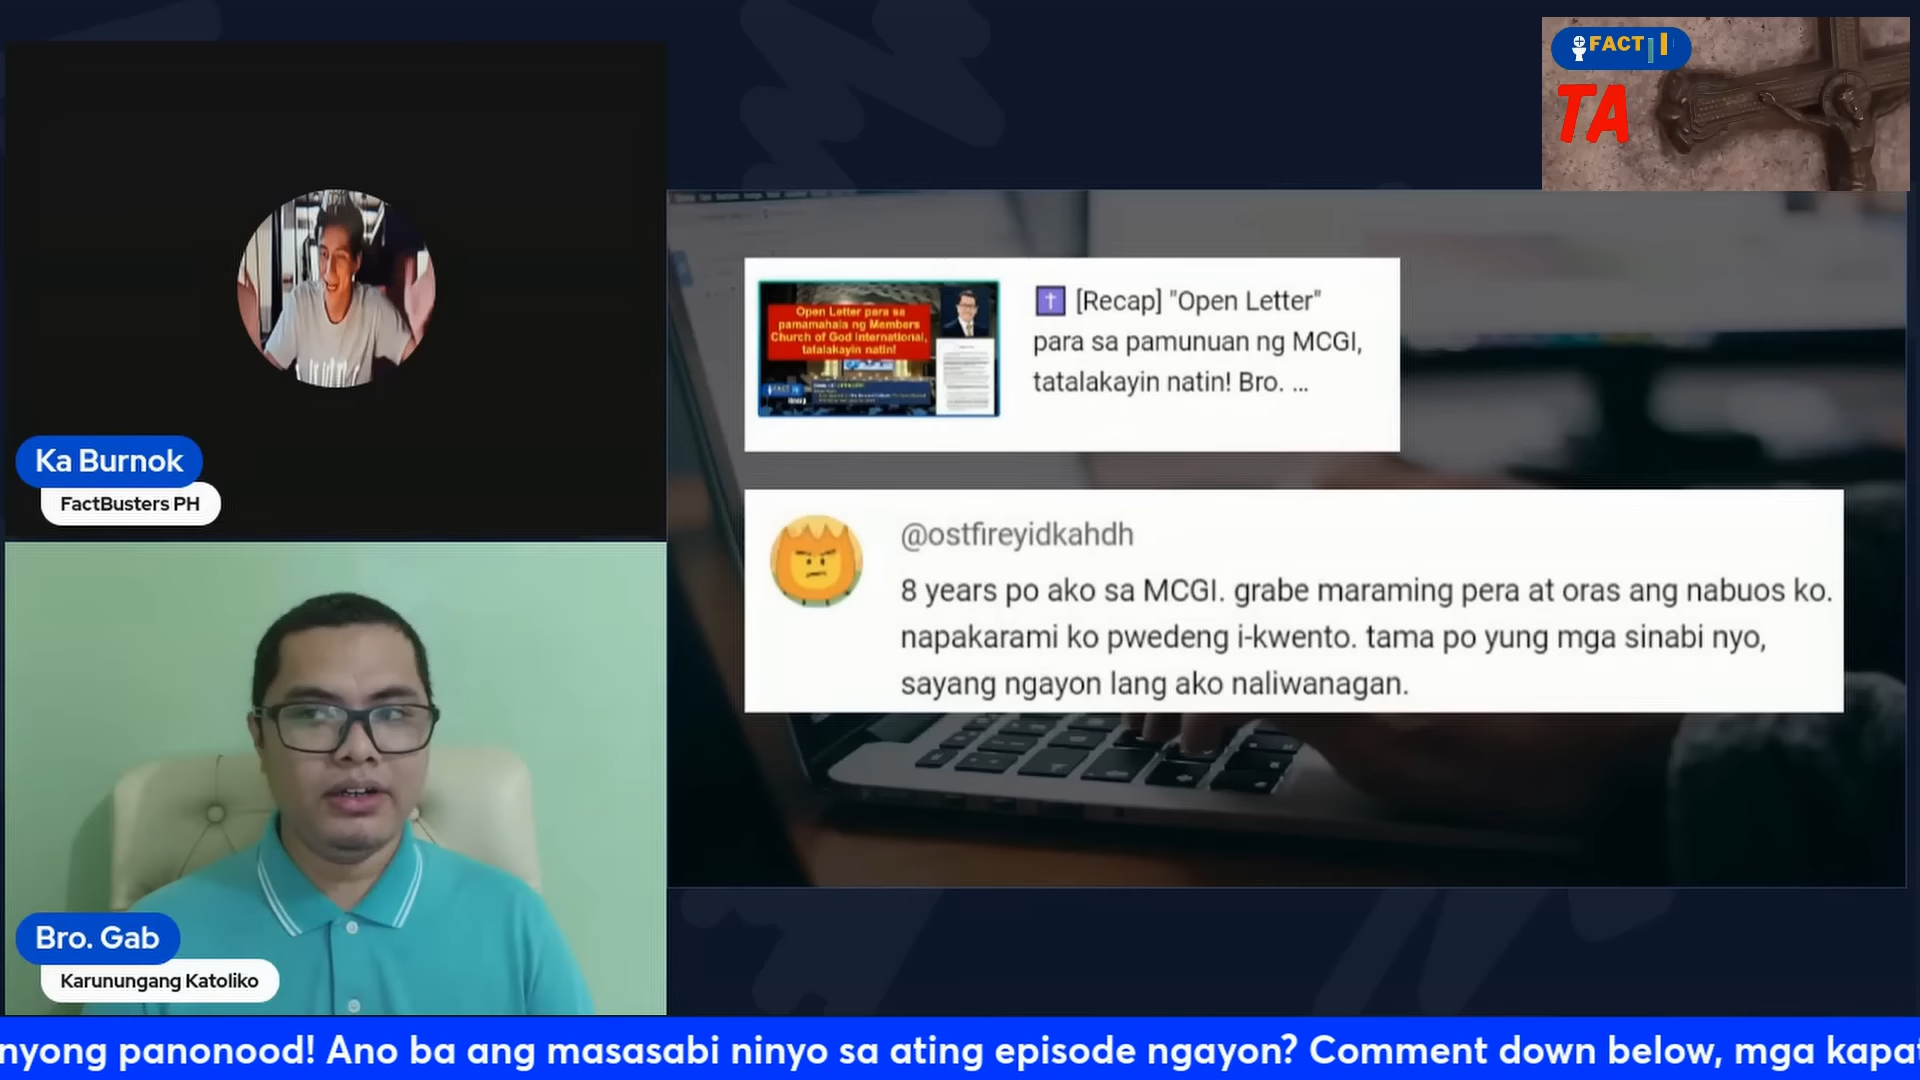 FACT
TA
Open Letter para sa
pamamahala ng Members
Church of God International,
tatalakayin natin!
[Recap] "Open Letter"
para sa pamunuan ng MCGI,
tatalakayin natin! Bro. ...
Ka Burnok
FactBusters PH
@ostfireyidkahdh
8 years po ako sa MCGI. grabe maraming pera at oras ang nabuos ko.
napakarami ko pwedeng i-kwento. tama po yung mga sinabi nyo,
sayang ngayon lang ako naliwanagan.
Bro. Gab
Karunungang Katoliko
nyong panonood! Ano ba ang masasabi ninyo sa ating episode ngayon? Comment down below, mga kapat